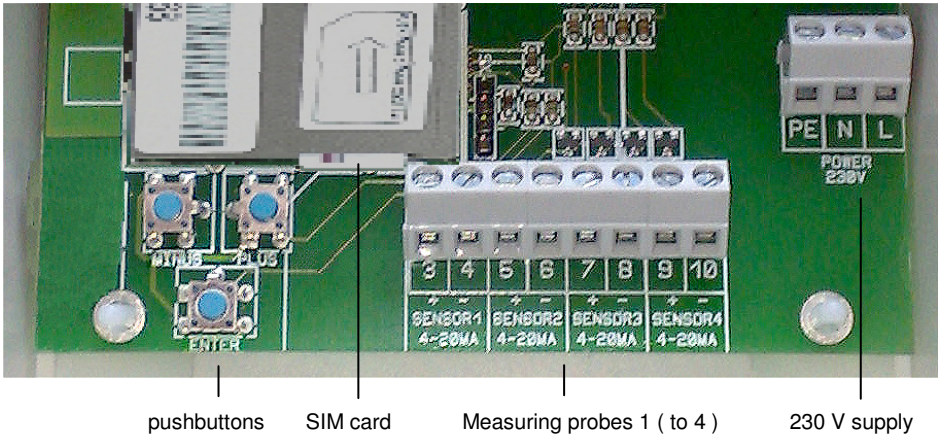 PE N L
POWER
230V
MINUS PLUS
ENTER
3 4 5 6 7 8 9 10
+ - + - + - + -
SENSOR1 SENSOR2 SENSOR3 SENSOR4
4-20MA 4-20MA 4-20MA 4-20MA
pushbuttons SIM card Measuring probes 1 ( to 4 ) 230 V supply